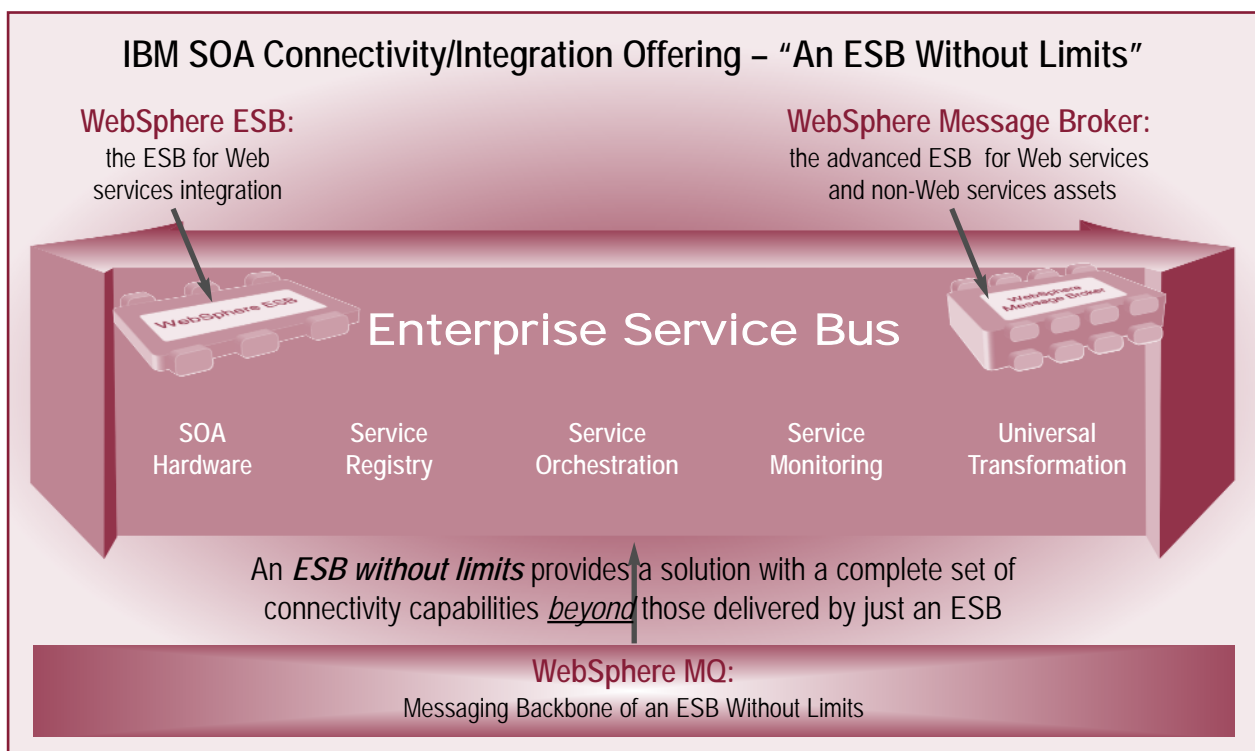 IBM SOA Connectivity/Integration Offering – “An ESB Without Limits”
WebSphere ESB:
the ESB for Web
services integration
WebSphere Message Broker:
the advanced ESB for Web services
and non-Web services assets
WebSphere ESB
Enterprise Service Bus
WebSphere
Message Broker
SOA
Hardware
Service
Registry
Service
Orchestration
Service
Monitoring
Universal
Transformation
An ESB without limits provides a solution with a complete set of
connectivity capabilities beyond those delivered by just an ESB
WebSphere MQ:
Messaging Backbone of an ESB Without Limits